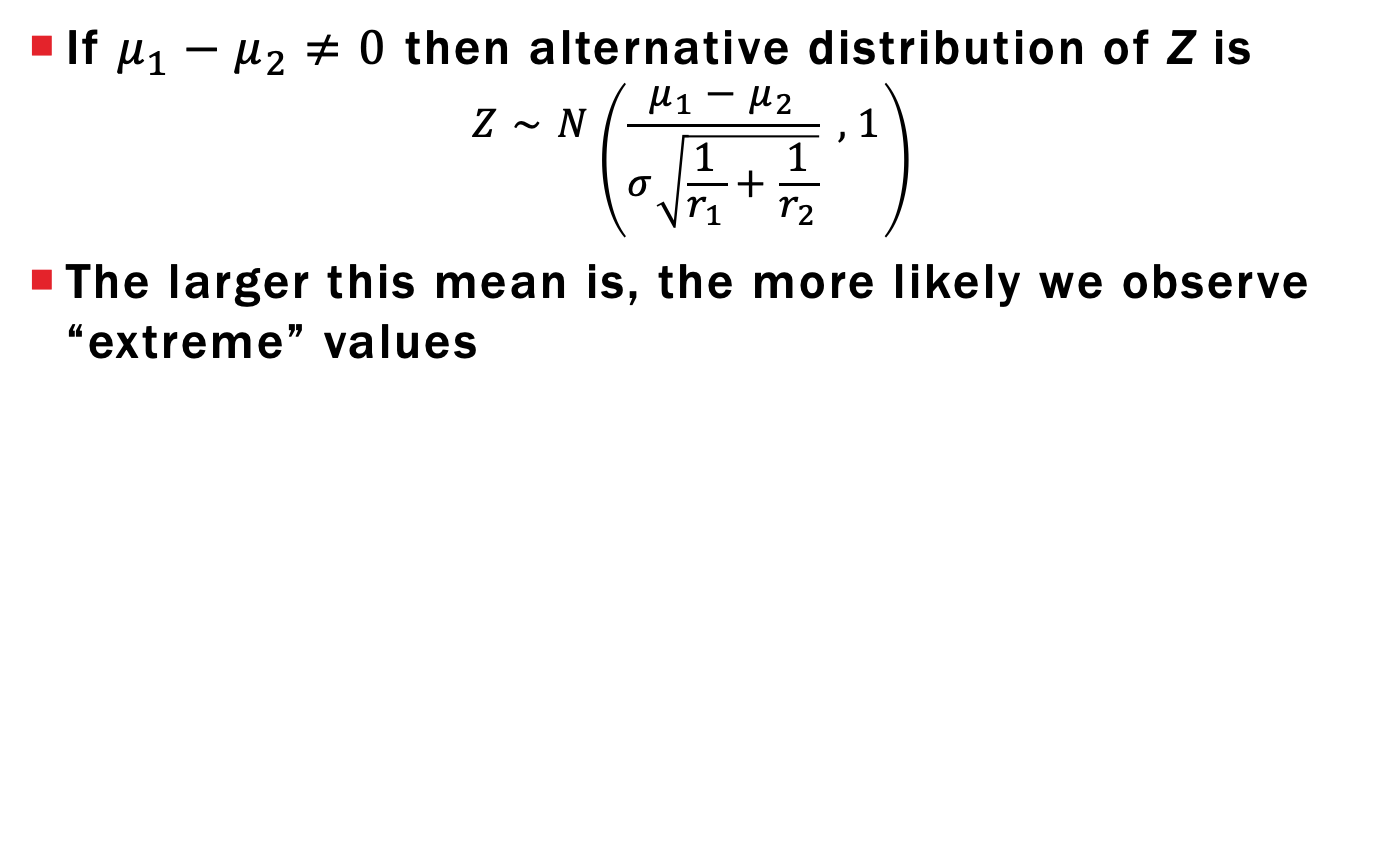 If μ₁ − μ₂ ≠ 0 then alternative distribution of Z is
Z ~ N ( (μ₁ − μ₂) / (σ√(1/r₁ + 1/r₂)) , 1 )
The larger this mean is, the more likely we observe
“extreme” values